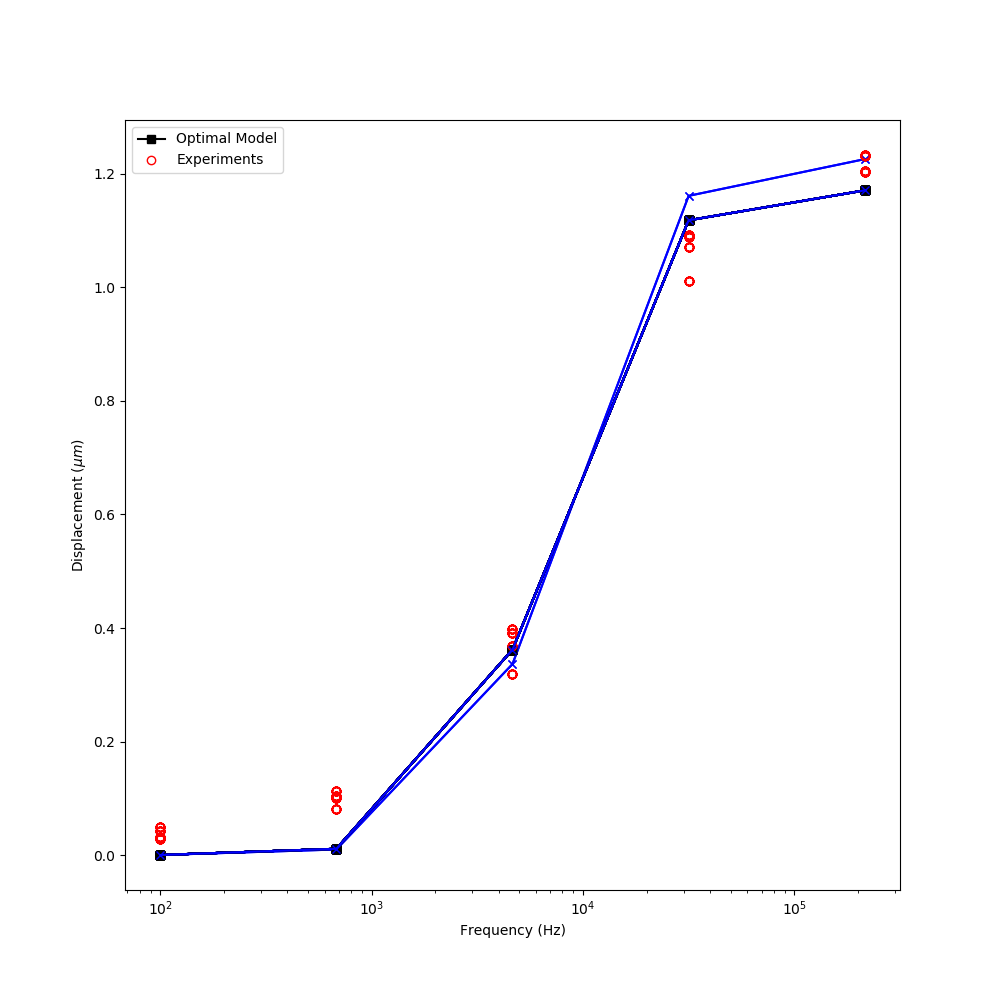 Optimal Model
Experiments
1.2
1.0
0.8
0.6
0.4
0.2
0.0
Displacement (μm)
10² 10³ 10⁴ 10⁵
Frequency (Hz)